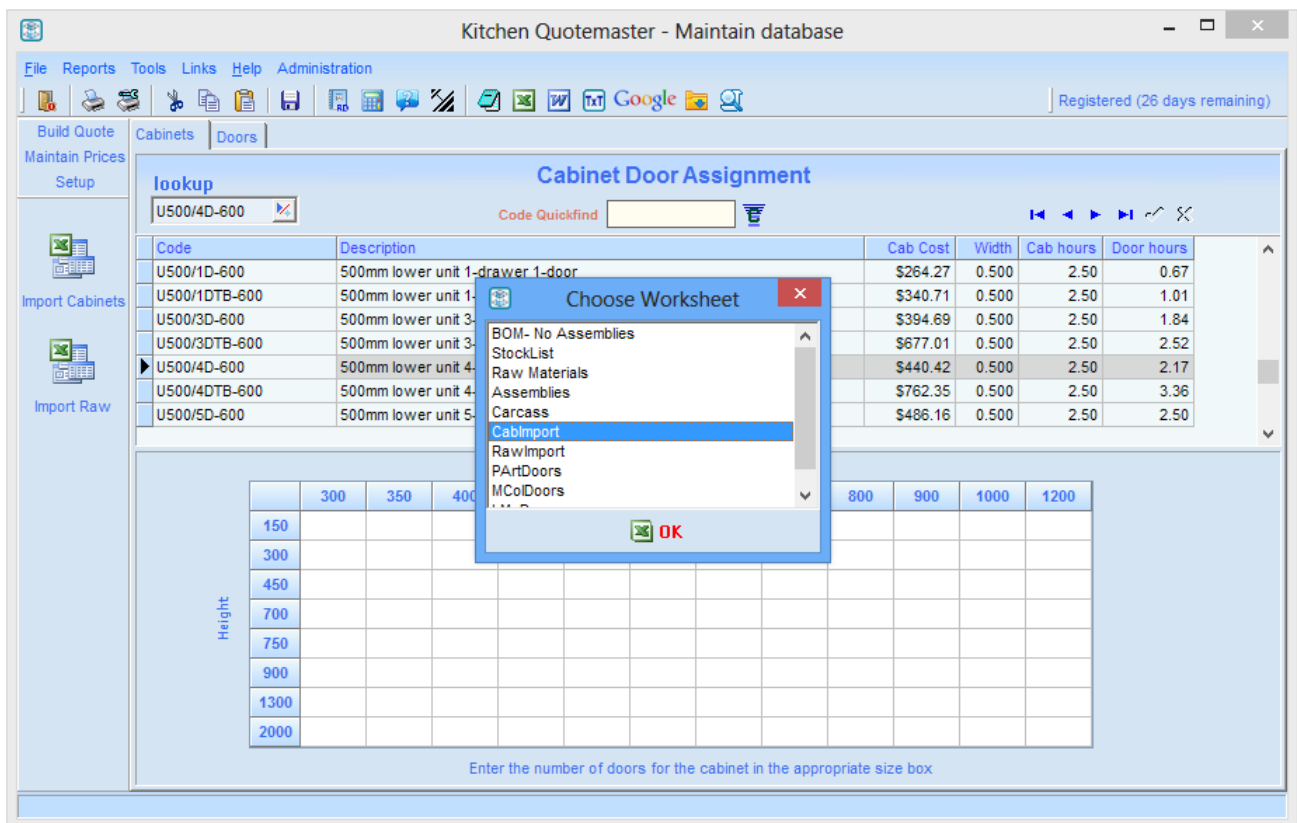 Kitchen Quotemaster - Maintain database
File Reports Tools Links Help Administration
Google Registered (26 days remaining)
Build Quote
Maintain Prices
Setup
Import Cabinets
Import Raw
Cabinets Doors
Cabinet Door Assignment
lookup
U500/4D-600
Code Quickfind
Code Description Cab Cost Width Cab hours Door hours
U500/1D-600 500mm lower unit 1-drawer 1-door $264.27 0.500 2.50 0.67
U500/1DTB-600 500mm lower unit 1- $340.71 0.500 2.50 1.01
U500/3D-600 500mm lower unit 3- $394.69 0.500 2.50 1.84
U500/3DTB-600 500mm lower unit 3- $677.01 0.500 2.50 2.52
U500/4D-600 500mm lower unit 4- $440.42 0.500 2.50 2.17
U500/4DTB-600 500mm lower unit 4- $762.35 0.500 2.50 3.36
U500/5D-600 500mm lower unit 5- $486.16 0.500 2.50 2.50
Choose Worksheet
BOM- No Assemblies
StockList
Raw Materials
Assemblies
Carcass
CabImport
RawImport
PArtDoors
MColDoors
OK
300 350 400 800 900 1000 1200
Height
150
300
450
700
750
900
1300
2000
Enter the number of doors for the cabinet in the appropriate size box